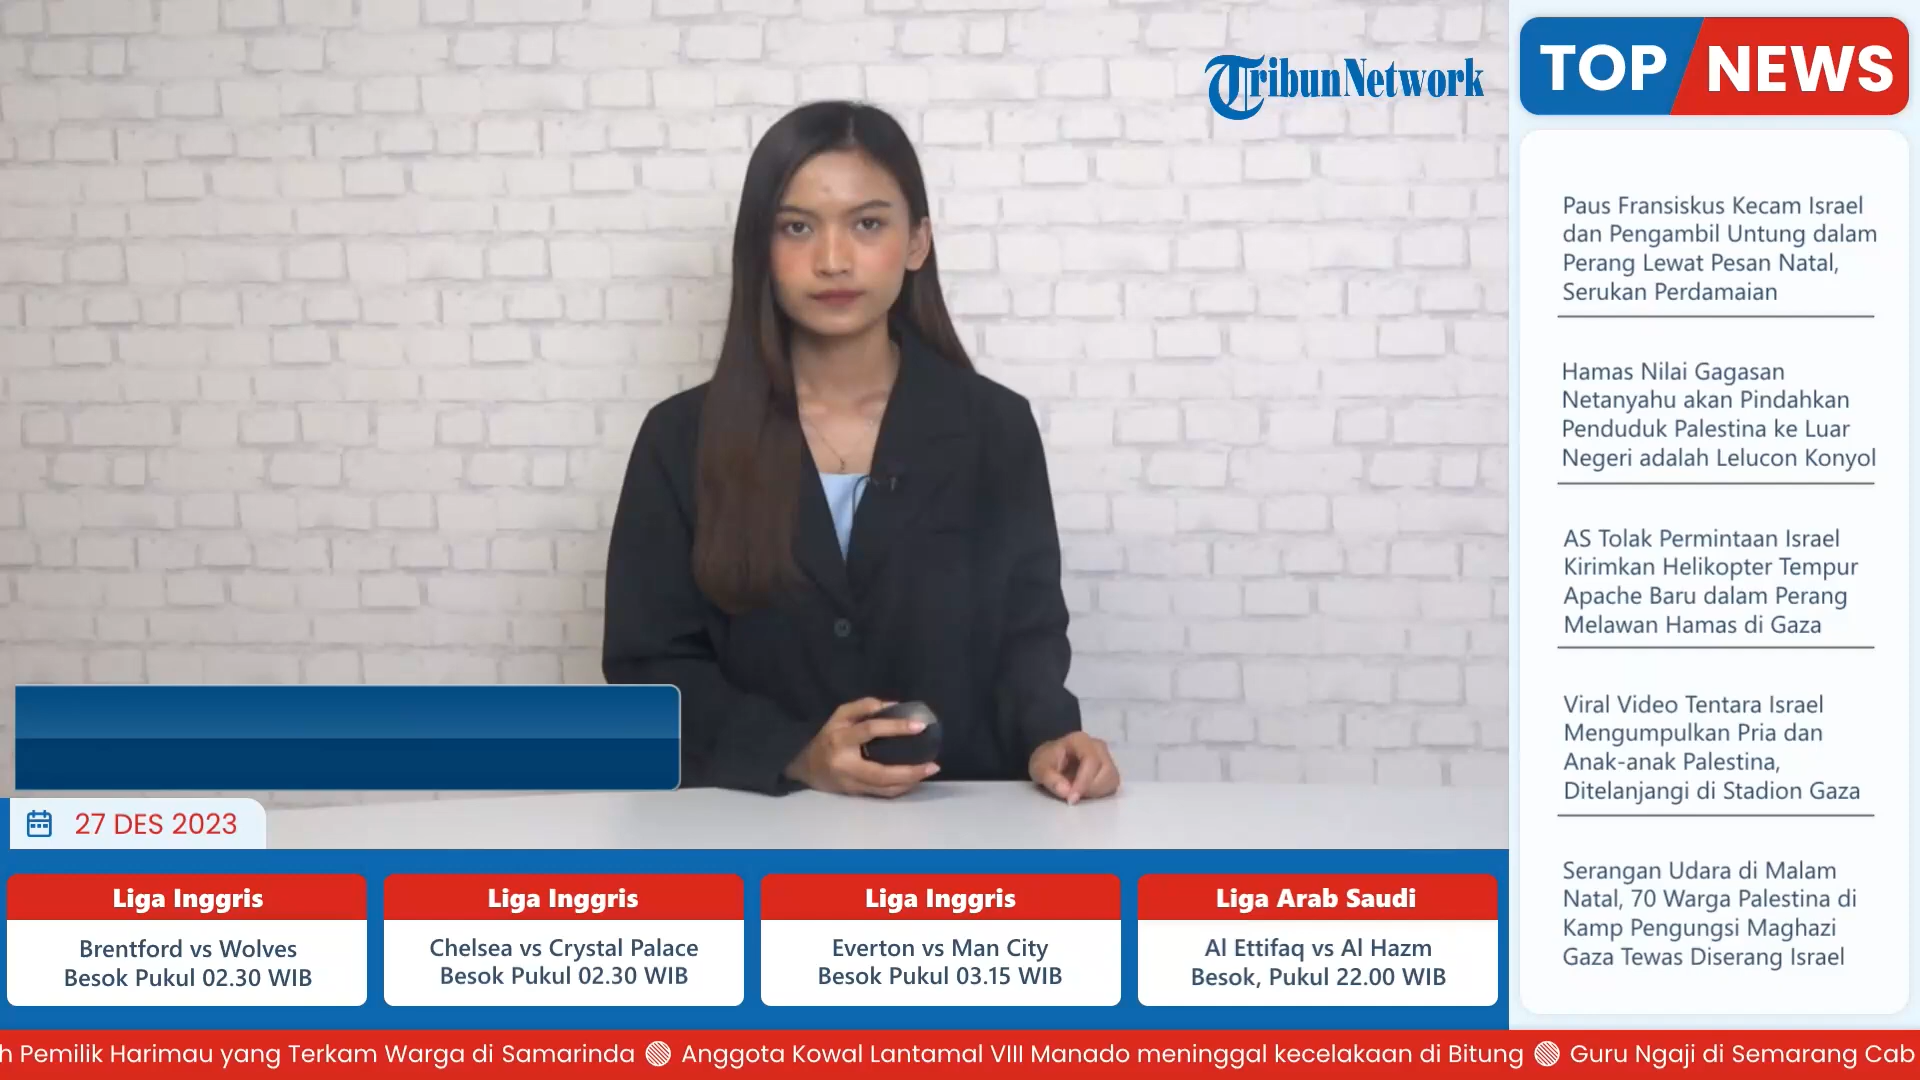 TribunNetwork
TOP NEWS
Paus Fransiskus Kecam Israel
dan Pengambil Untung dalam
Perang Lewat Pesan Natal,
Serukan Perdamaian
Hamas Nilai Gagasan
Netanyahu akan Pindahkan
Penduduk Palestina ke Luar
Negeri adalah Lelucon Konyol
AS Tolak Permintaan Israel
Kirimkan Helikopter Tempur
Apache Baru dalam Perang
Melawan Hamas di Gaza
Viral Video Tentara Israel
Mengumpulkan Pria dan
Anak-anak Palestina,
Ditelanjangi di Stadion Gaza
Serangan Udara di Malam
Natal, 70 Warga Palestina di
Kamp Pengungsi Maghazi
Gaza Tewas Diserang Israel
27 DES 2023
Liga Inggris
Brentford vs Wolves
Besok Pukul 02.30 WIB
Liga Inggris
Chelsea vs Crystal Palace
Besok Pukul 02.30 WIB
Liga Inggris
Everton vs Man City
Besok Pukul 03.15 WIB
Liga Arab Saudi
Al Ettifaq vs Al Hazm
Besok, Pukul 22.00 WIB
h Pemilik Harimau yang Terkam Warga di Samarinda Anggota Kowal Lantamal VIII Manado meninggal kecelakaan di Bitung Guru Ngaji di Semarang Cab